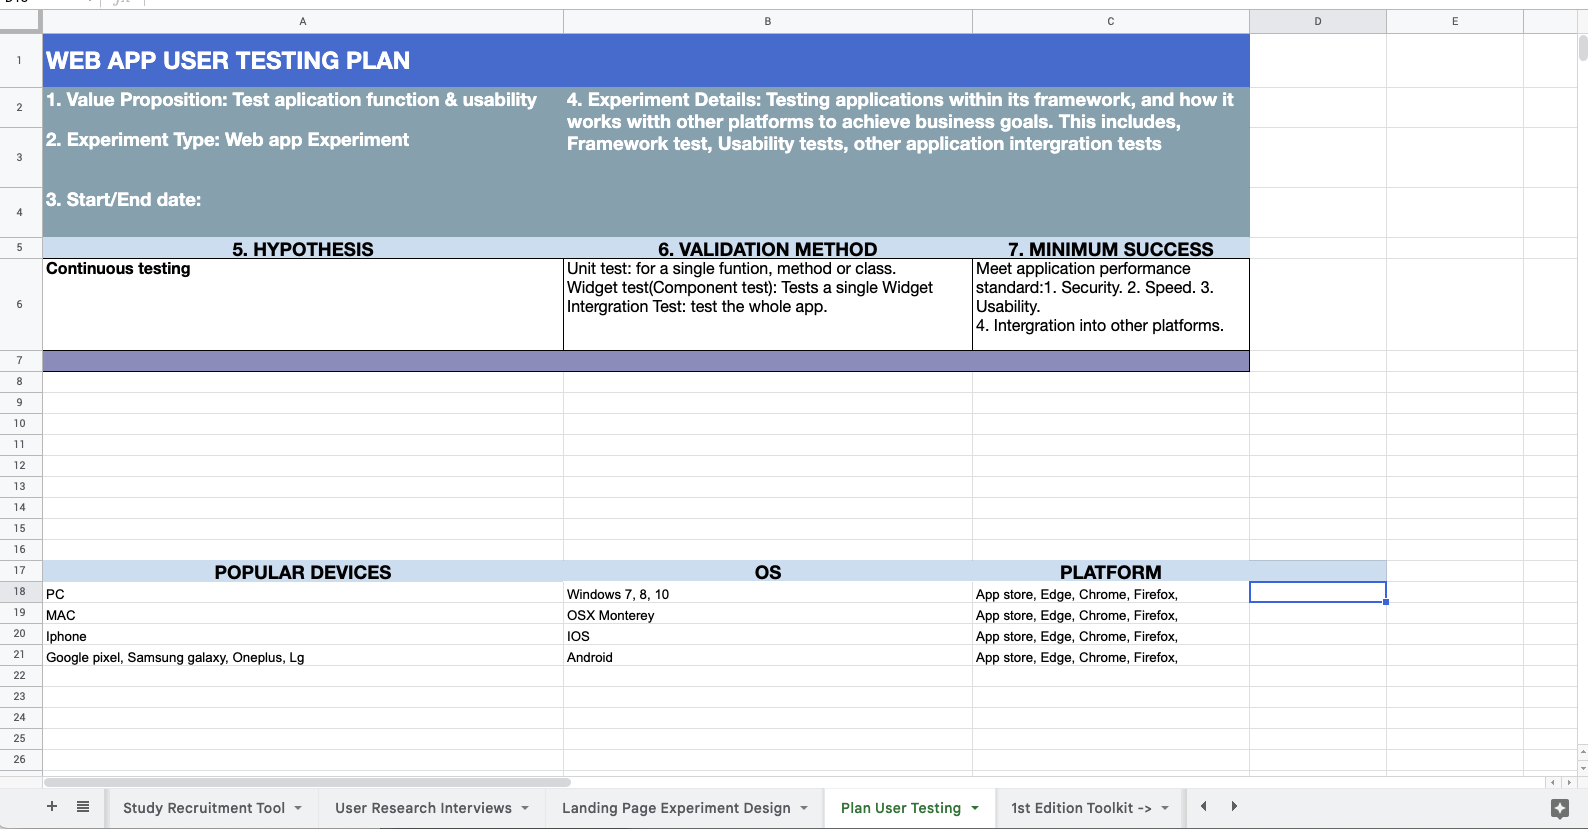 A B C D E
1 WEB APP USER TESTING PLAN
2 1. Value Proposition: Test aplication function & usability
4. Experiment Details: Testing applications within its framework, and how it
works witth other platforms to achieve business goals. This includes,
Framework test, Usability tests, other application intergration tests
3 2. Experiment Type: Web app Experiment
4 3. Start/End date:
5 5. HYPOTHESIS 6. VALIDATION METHOD 7. MINIMUM SUCCESS
6 Continuous testing
Unit test: for a single funtion, method or class.
Widget test(Component test): Tests a single Widget
Intergration Test: test the whole app.
Meet application performance
standard:1. Security. 2. Speed. 3.
Usability.
4. Intergration into other platforms.
7
8
9
10
11
12
13
14
15
16
17 POPULAR DEVICES OS PLATFORM
18 PC Windows 7, 8, 10 App store, Edge, Chrome, Firefox,
19 MAC OSX Monterey App store, Edge, Chrome, Firefox,
20 Iphone IOS App store, Edge, Chrome, Firefox,
21 Google pixel, Samsung galaxy, Oneplus, Lg Android App store, Edge, Chrome, Firefox,
22
23
24
25
26
Study Recruitment Tool User Research Interviews Landing Page Experiment Design Plan User Testing 1st Edition Toolkit ->